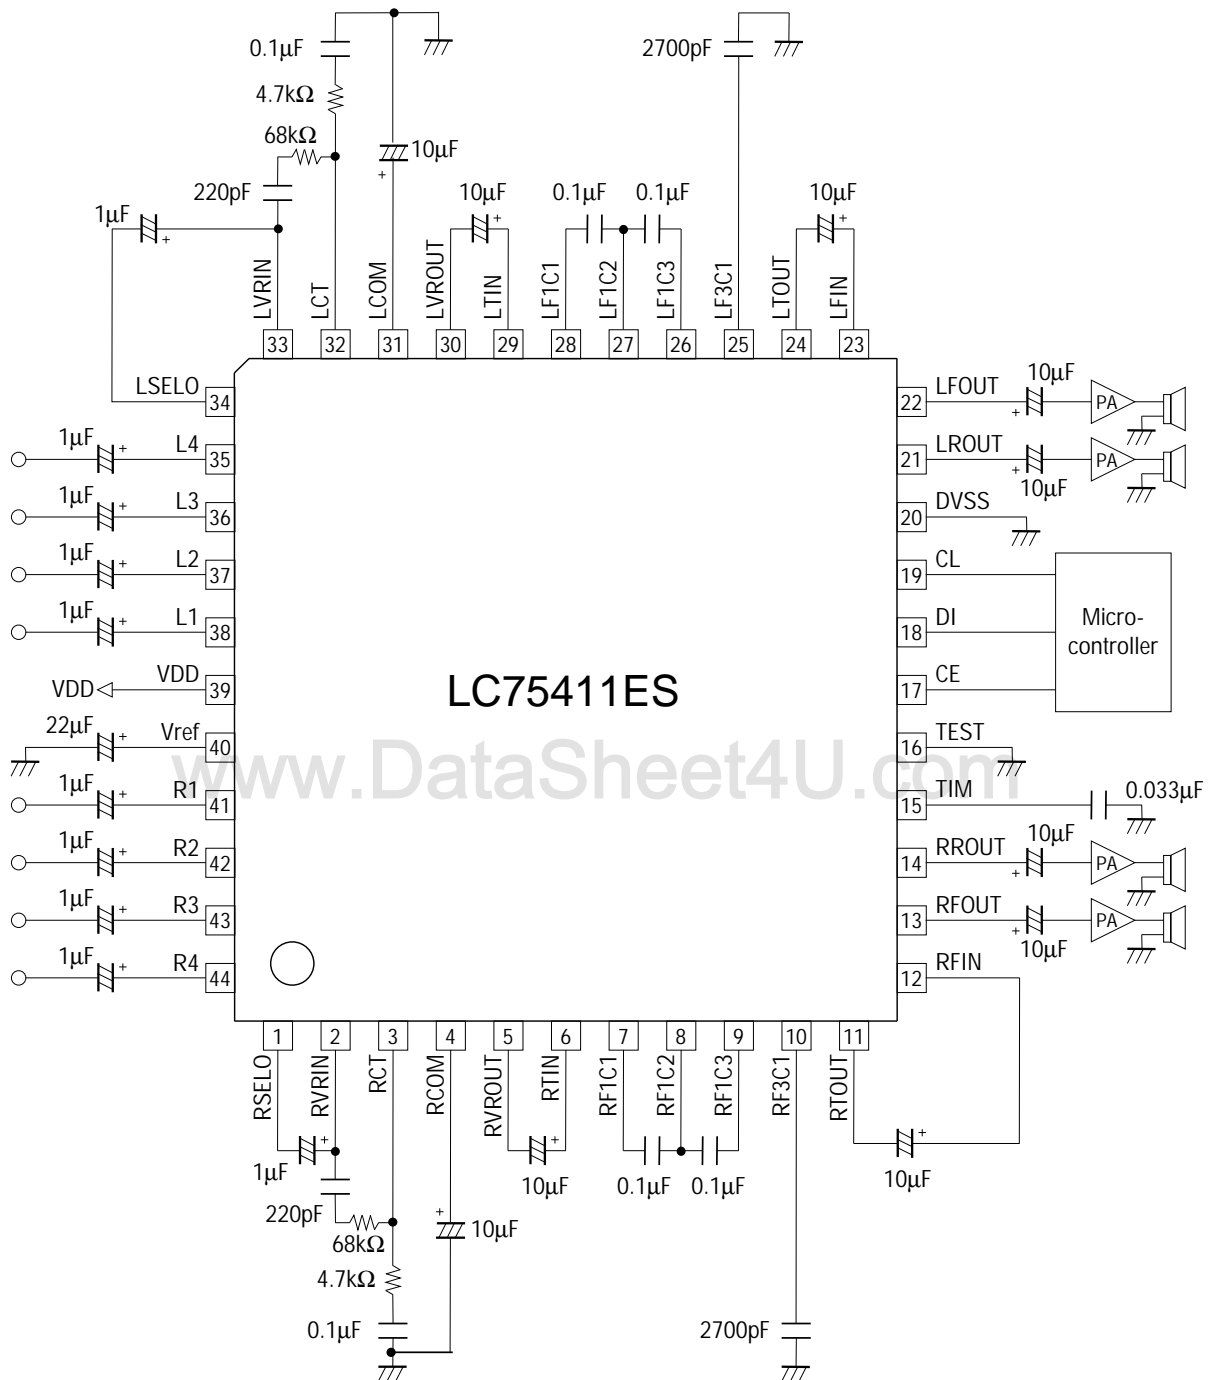 0.1µF
4.7kΩ
68kΩ
220pF
1µF
10µF
10µF
0.1µF 0.1µF
2700pF
10µF
LVRIN
LCT
LCOM
LVROUT
LTIN
LF1C1
LF1C2
LF1C3
LF3C1
LTOUT
LFIN
33 32 31 30 29 28 27 26 25 24 23
LSELO 34
1µF + L4 35
1µF + L3 36
1µF + L2 37
1µF + L1 38
VDD VDD 39
22µF + Vref 40
1µF + R1 41
1µF + R2 42
1µF + R3 43
1µF + R4 44
LC75411ES
www.DataSheet4U.com
22 LFOUT 10µF + PA
21 LROUT 10µF + PA
20 DVSS
19 CL
18 DI
17 CE
Micro-
controller
16 TEST
15 TIM 0.033µF
14 RROUT 10µF + PA
13 RFOUT 10µF + PA
12 RFIN
1 2 3 4 5 6 7 8 9 10 11
RSELO
RVRIN
RCT
RCOM
RVROUT
RTIN
RF1C1
RF1C2
RF1C3
RF3C1
RTOUT
1µF
220pF
68kΩ
4.7kΩ
0.1µF
10µF
10µF
0.1µF 0.1µF
2700pF
10µF